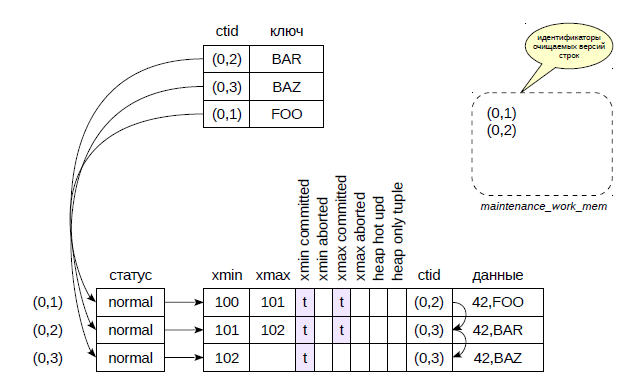 ctid ключ
(0,2) BAR
(0,3) BAZ
(0,1) FOO
идентификаторы
очищаемых версий
строк
(0,1)
(0,2)
maintenance_work_mem
статус xmin xmax xmin committed xmin aborted xmax committed xmax aborted heap hot upd heap only tuple ctid данные
(0,1) normal 100 101 t t (0,2) 42,FOO
(0,2) normal 101 102 t t (0,3) 42,BAR
(0,3) normal 102 t (0,3) 42,BAZ